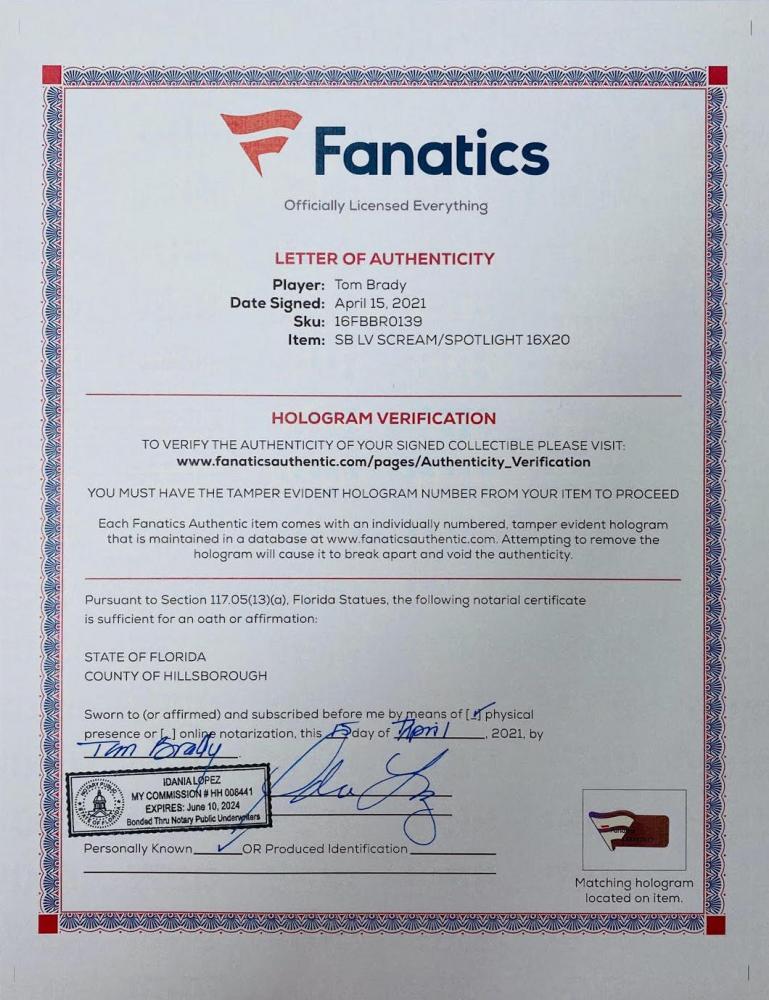 Fanatics
Officially Licensed Everything
LETTER OF AUTHENTICITY
Player: Tom Brady
Date Signed: April 15, 2021
Sku: 16FBBR0139
Item: SB LV SCREAM/SPOTLIGHT 16X20
HOLOGRAM VERIFICATION
TO VERIFY THE AUTHENTICITY OF YOUR SIGNED COLLECTIBLE PLEASE VISIT:
www.fanaticsauthentic.com/pages/Authenticity_Verification
YOU MUST HAVE THE TAMPER EVIDENT HOLOGRAM NUMBER FROM YOUR ITEM TO PROCEED
Each Fanatics Authentic item comes with an individually numbered, tamper evident hologram
that is maintained in a database at www.fanaticsauthentic.com. Attempting to remove the
hologram will cause it to break apart and void the authenticity.
Pursuant to Section 117.05(13)(a), Florida Statues, the following notarial certificate
is sufficient for an oath or affirmation:
STATE OF FLORIDA
COUNTY OF HILLSBOROUGH
Sworn to (or affirmed) and subscribed before me by means of [✓] physical
presence or [_] online notarization, this 15 day of April, 2021, by
Tom Brady
IDANIA LOPEZ
MY COMMISSION # HH 008441
EXPIRES: June 10, 2024
Bonded Thru Notary Public Underwriters
Personally Known ✓ OR Produced Identification
Matching hologram
located on item.